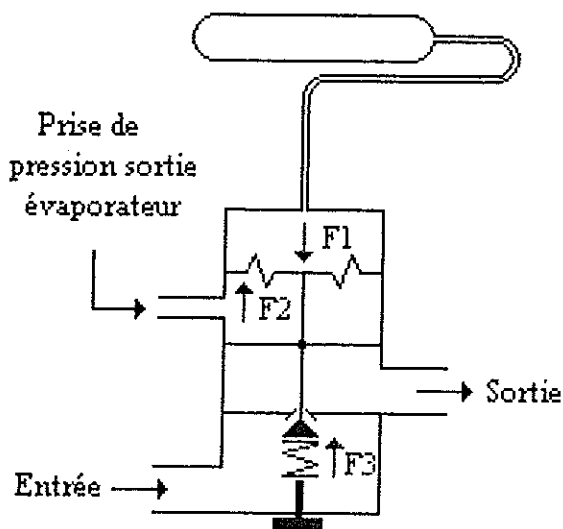 Prise de
pression sortie
évaporateur
F1
F2
Sortie
F3
Entrée